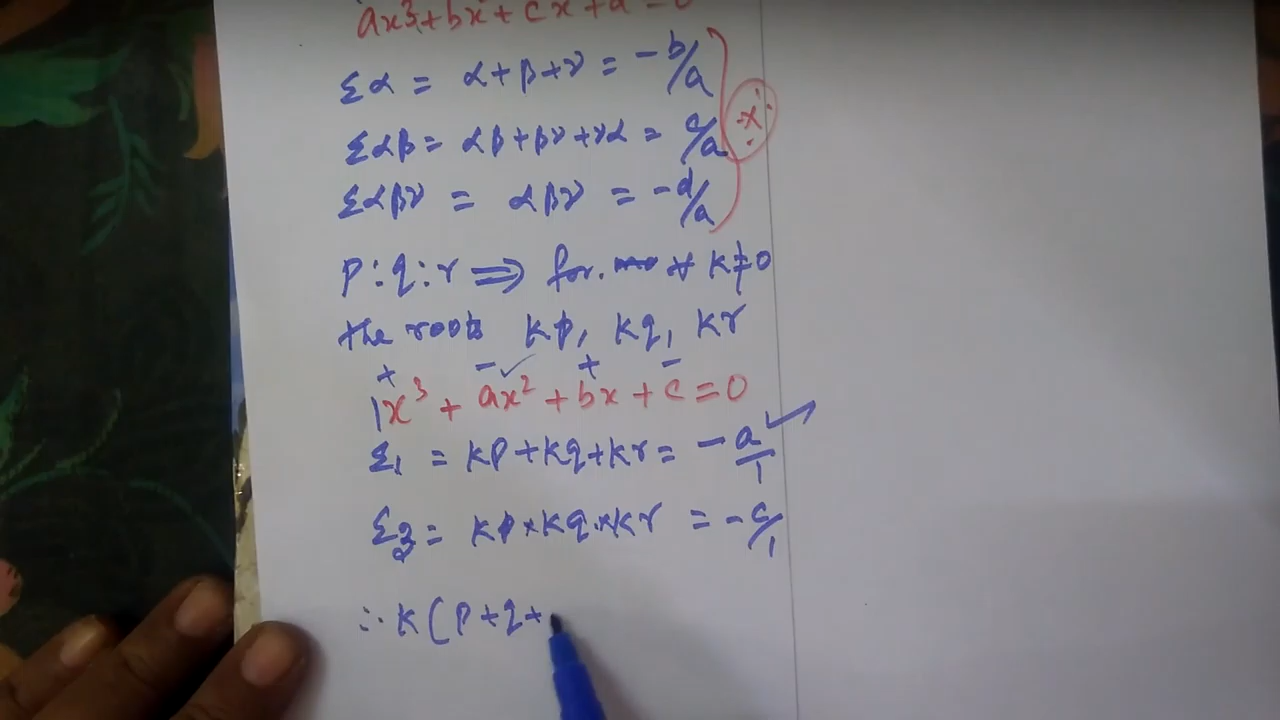 ax³+bx²+cx+d=0
Σα = α+β+γ = -b/a
Σαβ = αβ+βγ+γα = c/a
Σαβγ = αβγ = -d/a
p:q:r ⟹ for. ∀ K≠0
the roots Kp, Kq, Kr
+ - ✓ + -
1x³ + ax² + bx + c = 0
Σ₁ = Kp+Kq+Kr = -a/1
Σ₃ = Kp×Kq×Kr = -c/1
∴ K(p+q+